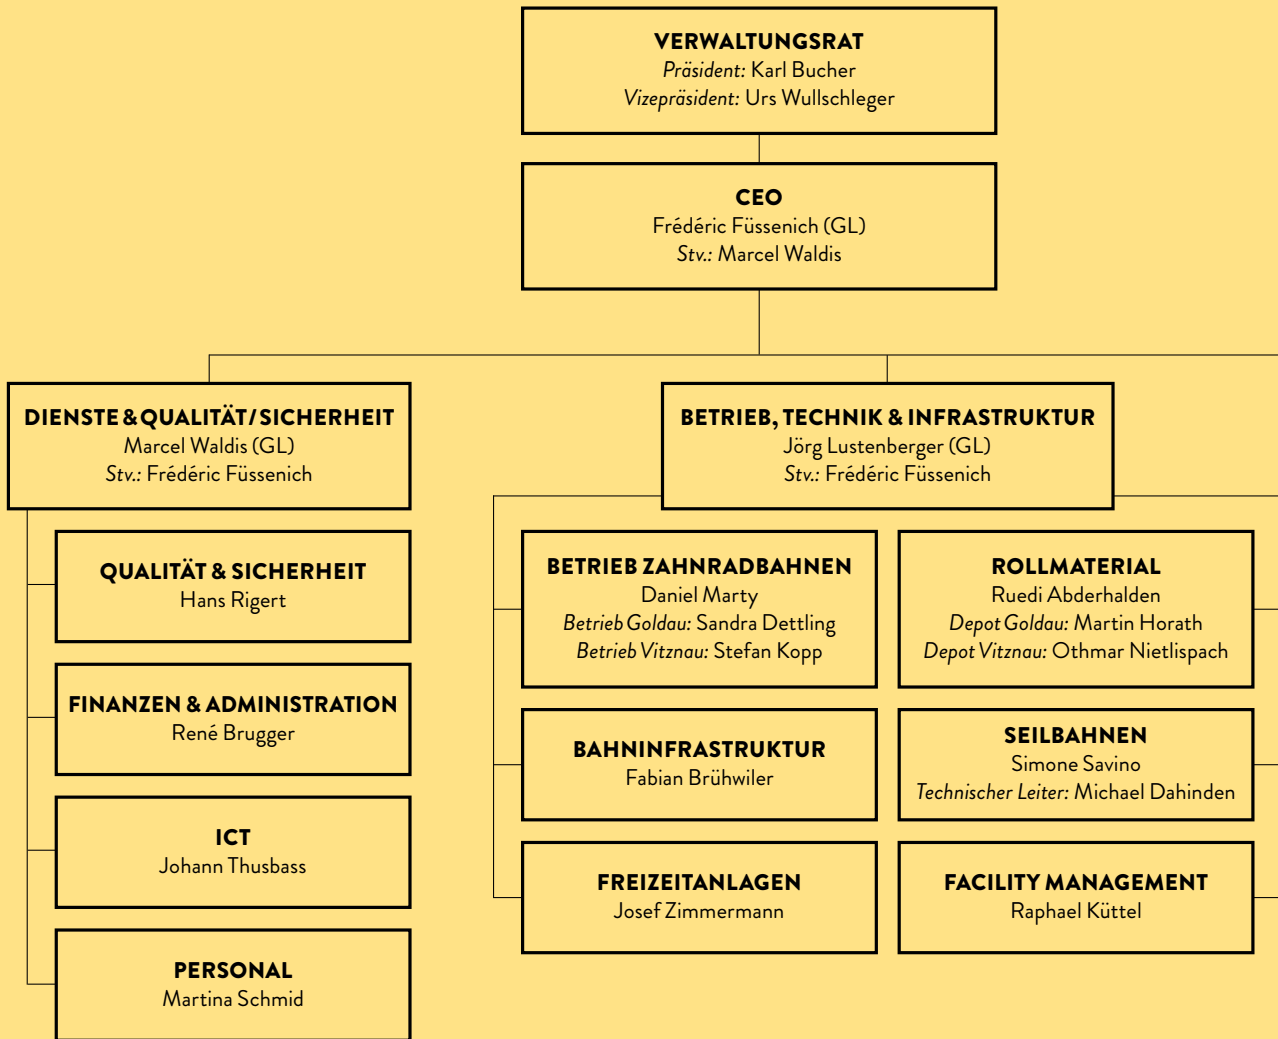 VERWALTUNGSRAT
Präsident: Karl Bucher
Vizepräsident: Urs Wullschleger
CEO
Frédéric Füssenich (GL)
Stv.: Marcel Waldis
DIENSTE & QUALITÄT/SICHERHEIT
Marcel Waldis (GL)
Stv.: Frédéric Füssenich
QUALITÄT & SICHERHEIT
Hans Rigert
FINANZEN & ADMINISTRATION
René Brugger
ICT
Johann Thusbass
PERSONAL
Martina Schmid
BETRIEB, TECHNIK & INFRASTRUKTUR
Jörg Lustenberger (GL)
Stv.: Frédéric Füssenich
BETRIEB ZAHNRADBAHNEN
Daniel Marty
Betrieb Goldau: Sandra Dettling
Betrieb Vitznau: Stefan Kopp
BAHNINFRASTRUKTUR
Fabian Brühwiler
FREIZEITANLAGEN
Josef Zimmermann
ROLLMATERIAL
Ruedi Abderhalden
Depot Goldau: Martin Horath
Depot Vitznau: Othmar Nietlispach
SEILBAHNEN
Simone Savino
Technischer Leiter: Michael Dahinden
FACILITY MANAGEMENT
Raphael Küttel